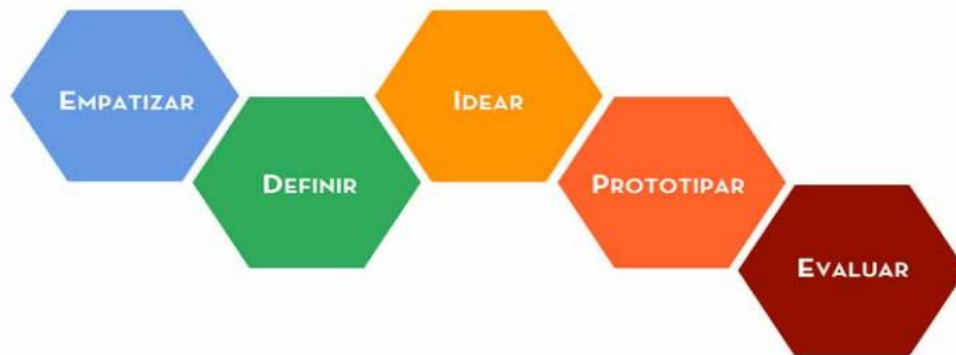 EMPATIZAR
DEFINIR
IDEAR
PROTOTIPAR
EVALUAR